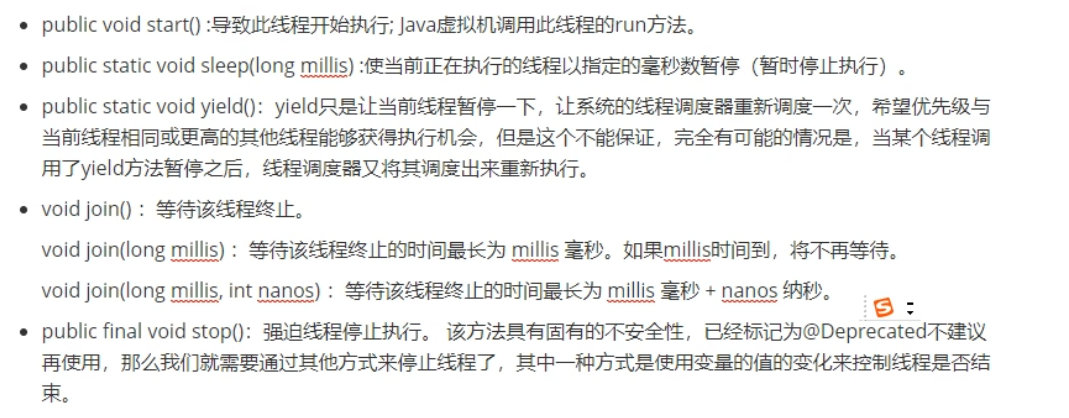 • public void start() :导致此线程开始执行; Java虚拟机调用此线程的run方法。
• public static void sleep(long millis) :使当前正在执行的线程以指定的毫秒数暂停（暂时停止执行）。
• public static void yield()：yield只是让当前线程暂停一下，让系统的线程调度器重新调度一次，希望优先级与
当前线程相同或更高的其他线程能够获得执行机会，但是这个不能保证，完全有可能的情况是，当某个线程调
用了yield方法暂停之后，线程调度器又将其调度出来重新执行。
• void join() ：等待该线程终止。
void join(long millis) ：等待该线程终止的时间最长为 millis 毫秒。如果millis时间到，将不再等待。
void join(long millis, int nanos) ：等待该线程终止的时间最长为 millis 毫秒 + nanos 纳秒。
• public final void stop()：强迫线程停止执行。 该方法具有固有的不安全性，已经标记为@Deprecated不建议
再使用，那么我们就需要通过其他方式来停止线程了，其中一种方式是使用变量的值的变化来控制线程是否结
束。